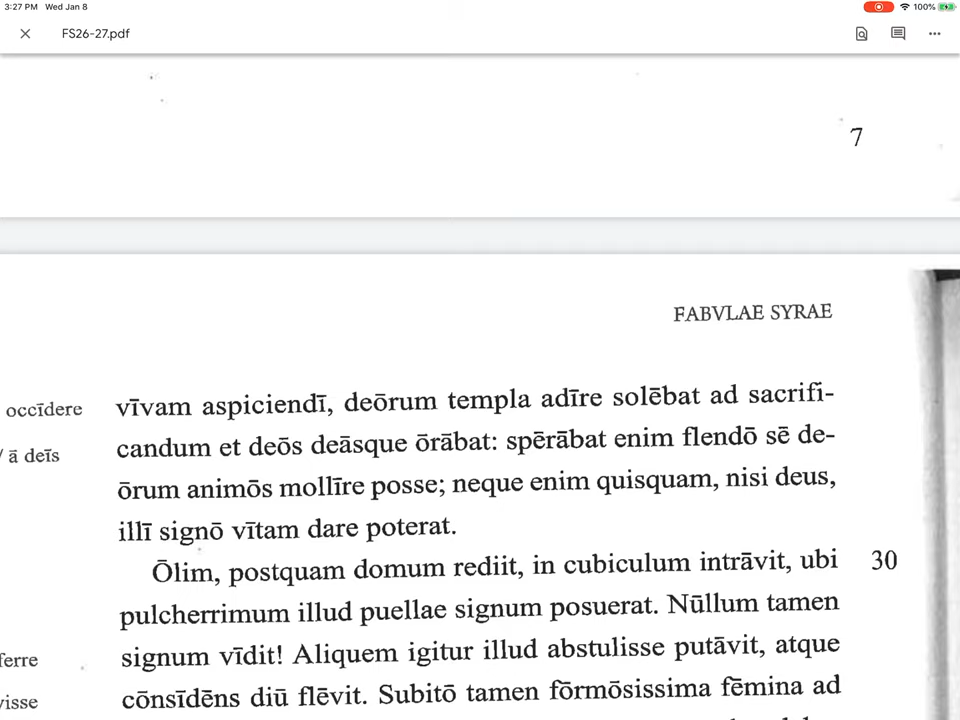 3:27 PM Wed Jan 8
100%
FS26-27.pdf
7
FABVLAE SYRAE
occīdere
/ ā deīs
vīvam aspiciendī, deōrum templa adīre solēbat ad sacrifi-
candum et deōs deāsque ōrābat: spērābat enim flendō sē de-
ōrum animōs mollīre posse; neque enim quisquam, nisi deus,
illī signō vītam dare poterat.
Ōlim, postquam domum rediit, in cubiculum intrāvit, ubi 30
pulcherrimum illud puellae signum posuerat. Nūllum tamen
signum vīdit! Aliquem igitur illud abstulisse putāvit, atque
cōnsīdēns diū flēvit. Subitō tamen fōrmōsissima fēmina ad
ferre
visse